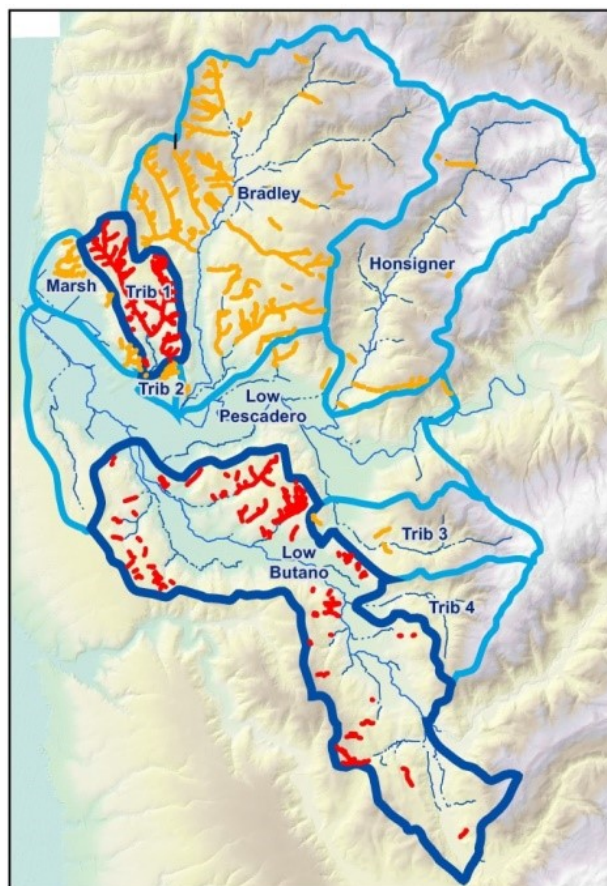 Bradley
Honsigner
Marsh
Trib 1
Trib 2
Low
Pescadero
Trib 3
Low
Butano
Trib 4